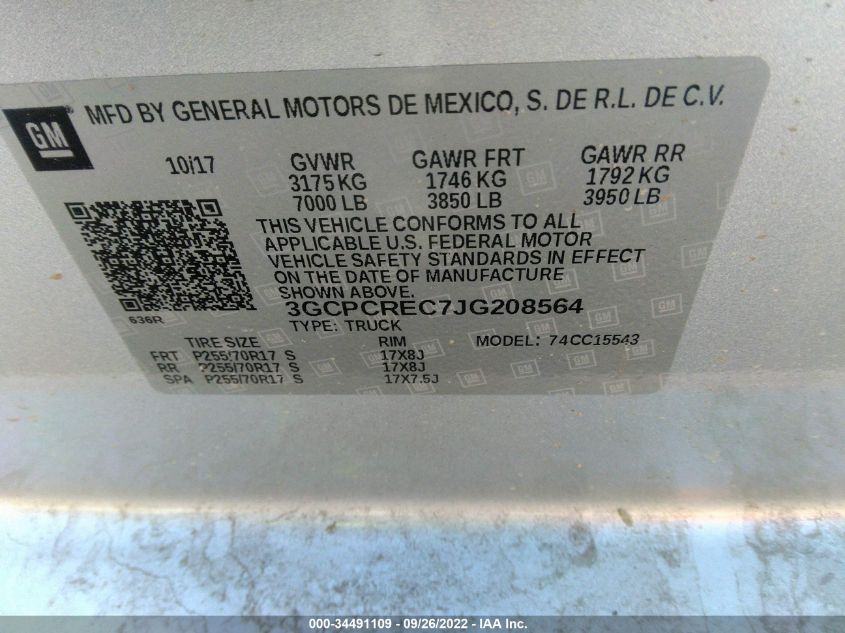 GM
MFD BY GENERAL MOTORS DE MEXICO, S. DE R.L. DE C.V.
10/17 GVWR GAWR FRT GAWR RR
3175 KG 1746 KG 1792 KG
7000 LB 3850 LB 3950 LB
THIS VEHICLE CONFORMS TO ALL
APPLICABLE U.S. FEDERAL MOTOR
VEHICLE SAFETY STANDARDS IN EFFECT
ON THE DATE OF MANUFACTURE
SHOWN ABOVE.
636R 3GCPCREC7JG208564
TYPE: TRUCK
TIRE SIZE RIM MODEL: 74CC15543
FRT P255/70R17 S 17X8J
RR P255/70R17 S 17X8J
SPA P255/70R17 S 17X7.5J
000-34491109 - 09/26/2022 - IAA Inc.